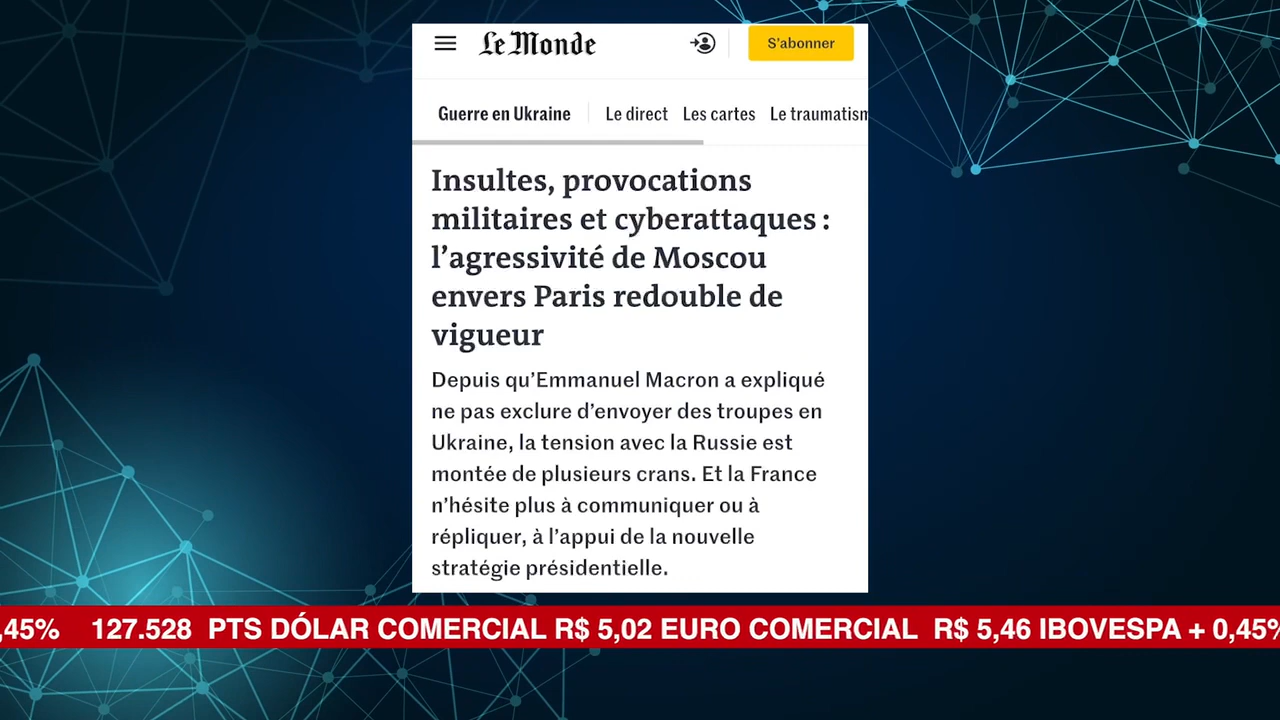 Le Monde
S'abonner
Guerre en Ukraine Le direct Les cartes Le traumatism
Insultes, provocations
militaires et cyberattaques :
l'agressivité de Moscou
envers Paris redouble de
vigueur
Depuis qu'Emmanuel Macron a expliqué
ne pas exclure d'envoyer des troupes en
Ukraine, la tension avec la Russie est
montée de plusieurs crans. Et la France
n'hésite plus à communiquer ou à
répliquer, à l'appui de la nouvelle
stratégie présidentielle.
,45% 127.528 PTS DÓLAR COMERCIAL R$ 5,02 EURO COMERCIAL R$ 5,46 IBOVESPA + 0,45%